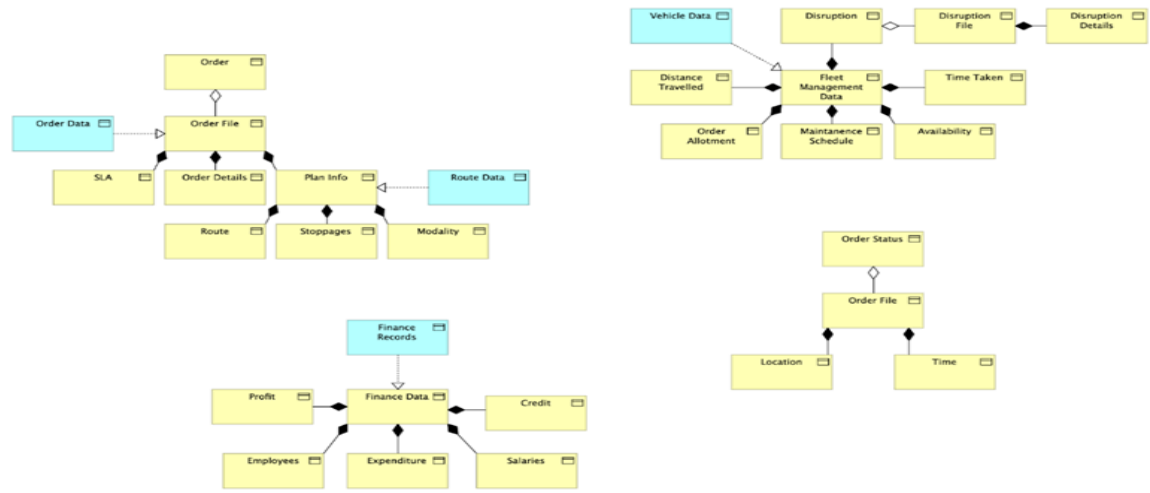 Order
Order Data
Order File
SLA
Order Details
Plan Info
Route Data
Route
Stoppages
Modality
Finance
Records
Profit
Finance Data
Credit
Employees
Expenditure
Salaries
Vehicle Data
Disruption
Disruption
File
Disruption
Details
Distance
Travelled
Fleet
Management
Data
Time Taken
Order
Allotment
Maintanence
Schedule
Availability
Order Status
Order File
Location
Time